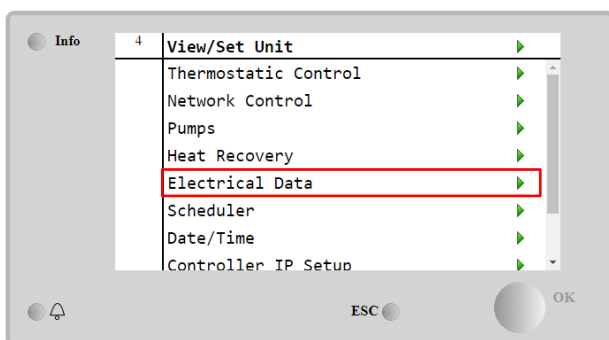 Info
4 View/Set Unit
Thermostatic Control
Network Control
Pumps
Heat Recovery
Electrical Data
Scheduler
Date/Time
Controller IP Setup
ESC
OK